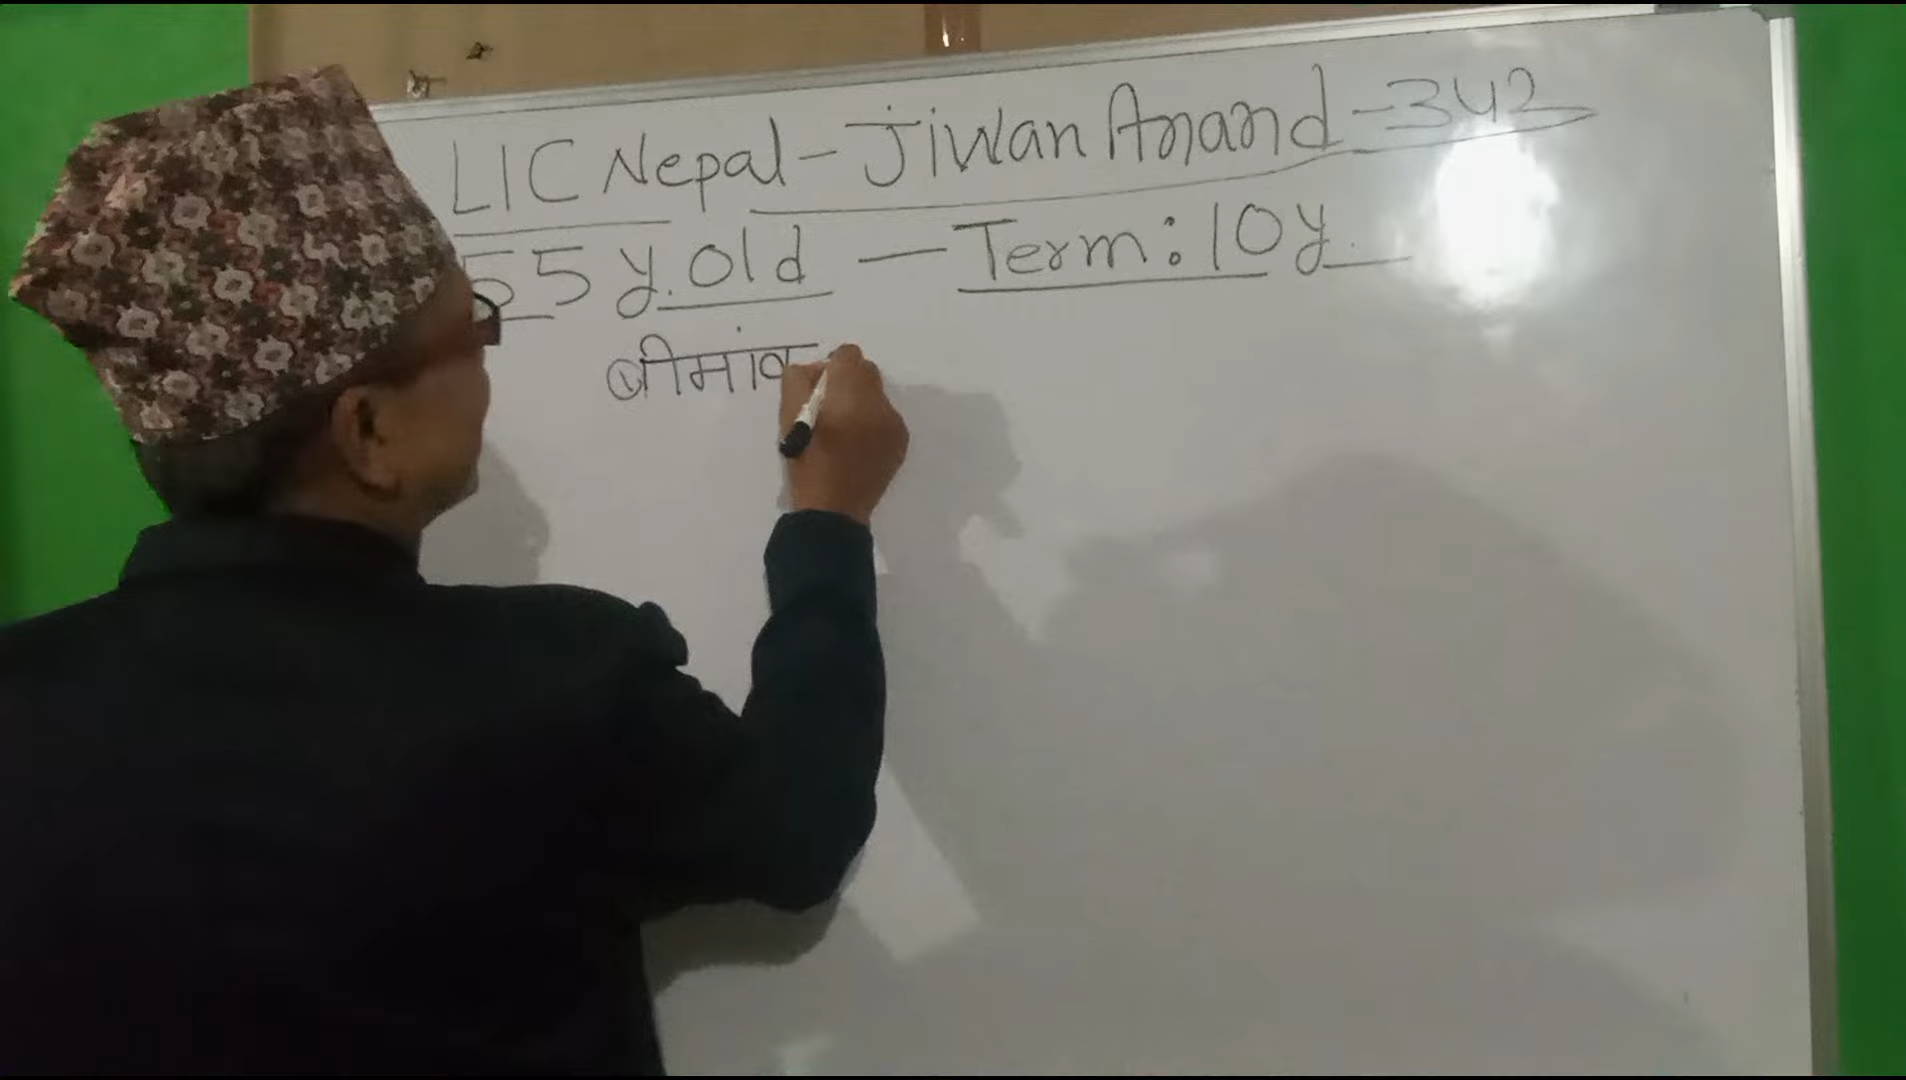 LIC Nepal - Jiwan Anand - 342
55 y. old — Term: 10 y.
बीमांक